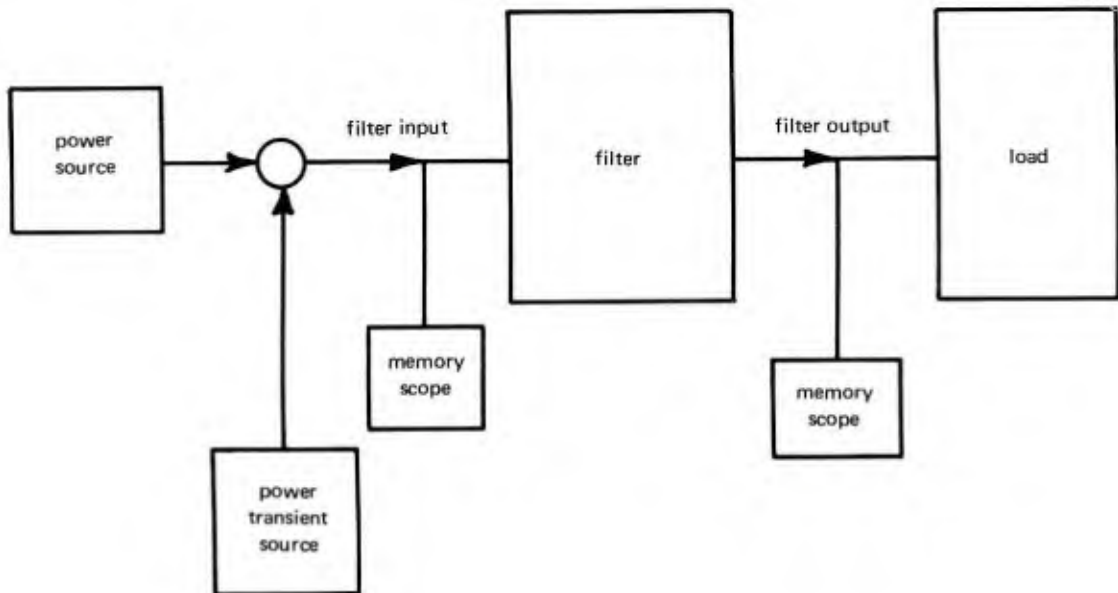 power
source
filter input
filter
filter output
load
memory
scope
memory
scope
power
transient
source